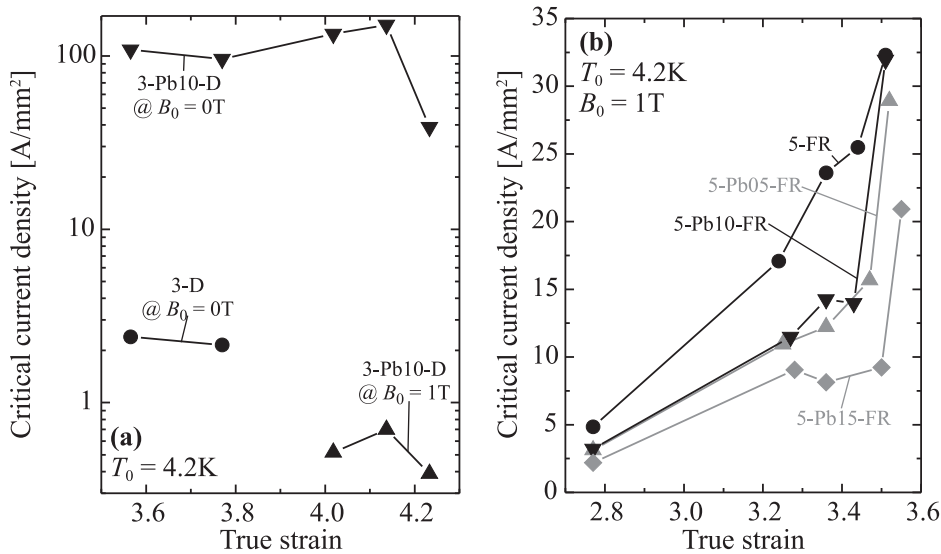 Critical current density [A/mm²]
100
10
1
3-Pb10-D
@ B₀ = 0T
3-D
@ B₀ = 0T
3-Pb10-D
@ B₀ = 1T
(a)
T₀ = 4.2K
3.6 3.8 4.0 4.2
True strain
Critical current density [A/mm²]
35
30
25
20
15
10
5
0
(b)
T₀ = 4.2K
B₀ = 1T
5-FR
5-Pb05-FR
5-Pb10-FR
5-Pb15-FR
2.8 3.0 3.2 3.4 3.6
True strain